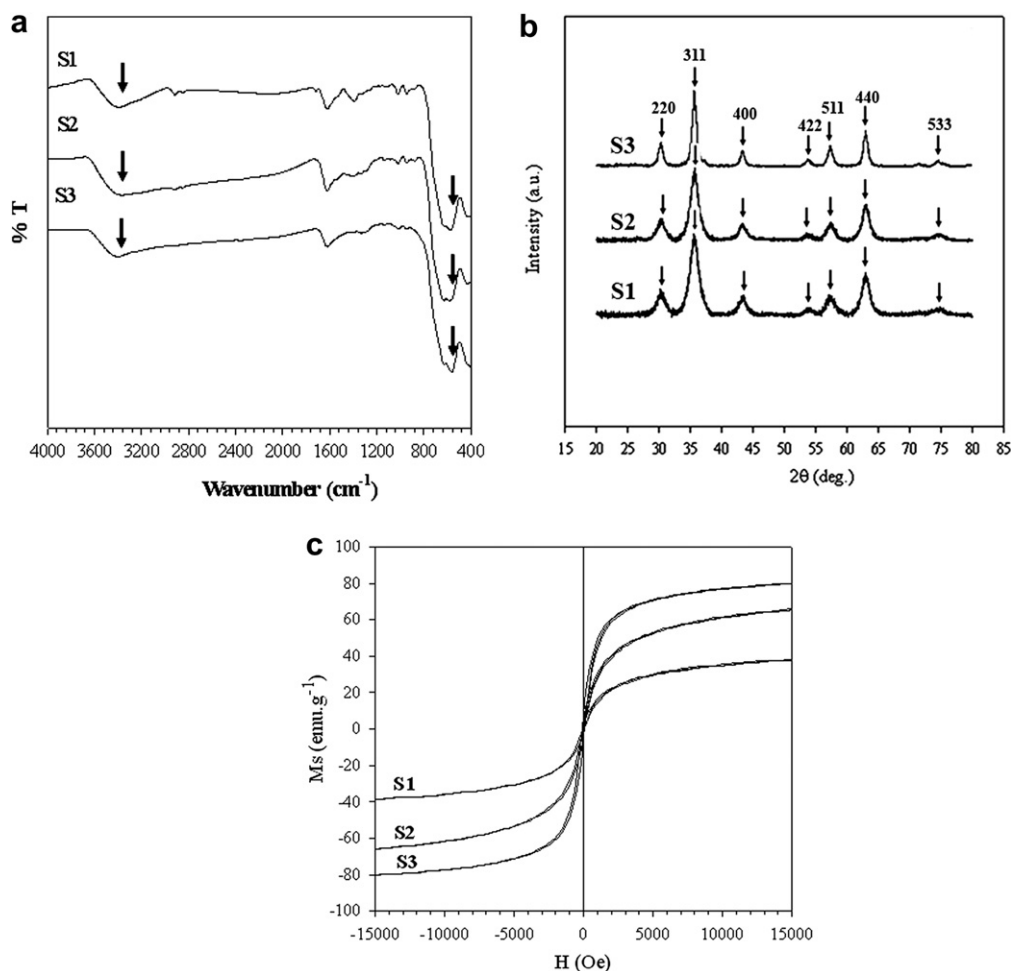 a
S1
S2
S3
% T
4000 3600 2800 2000 1600 1200 800 400
Wavenumber (cm-1)
b
311
220
400
422
511
440
533
S3
S2
S1
Intensity (a.u.)
15 20 25 30 35 40 45 50 55 60 65 70 75 80 85
2θ (deg.)
c
100
80
60
40
20
0
-20
-40
-60
-80
-100
Ms (emu.g-1)
S1
S2
S3
-15000 -10000 -5000 0 5000 10000 15000
H (Oe)